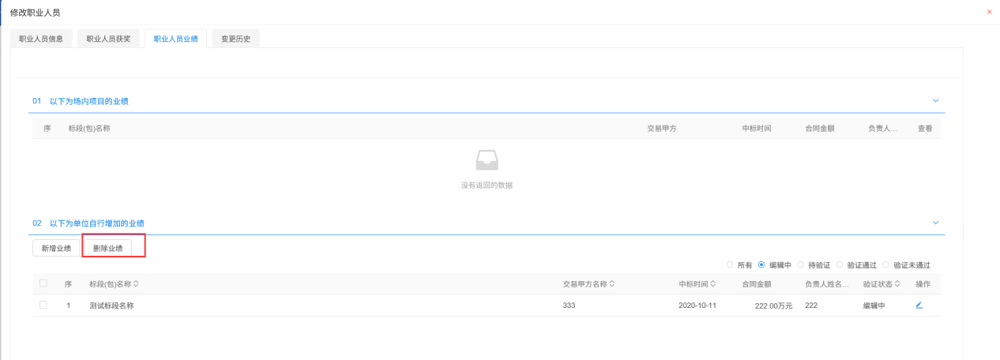 修改职业人员
职业人员信息 职业人员获奖 职业人员业绩 变更历史
01 以下为场内项目的业绩
序 标段(包)名称 交易甲方 中标时间 合同金额 负责人... 查看
没有返回的数据
02 以下为单位自行增加的业绩
新增业绩 删除业绩
所有 编辑中 待验证 验证通过 验证未通过
序 标段(包)名称 交易甲方名称 中标时间 合同金额 负责人姓名... 验证状态 操作
1 测试标段名称 333 2020-10-11 222.00万元 222 编辑中